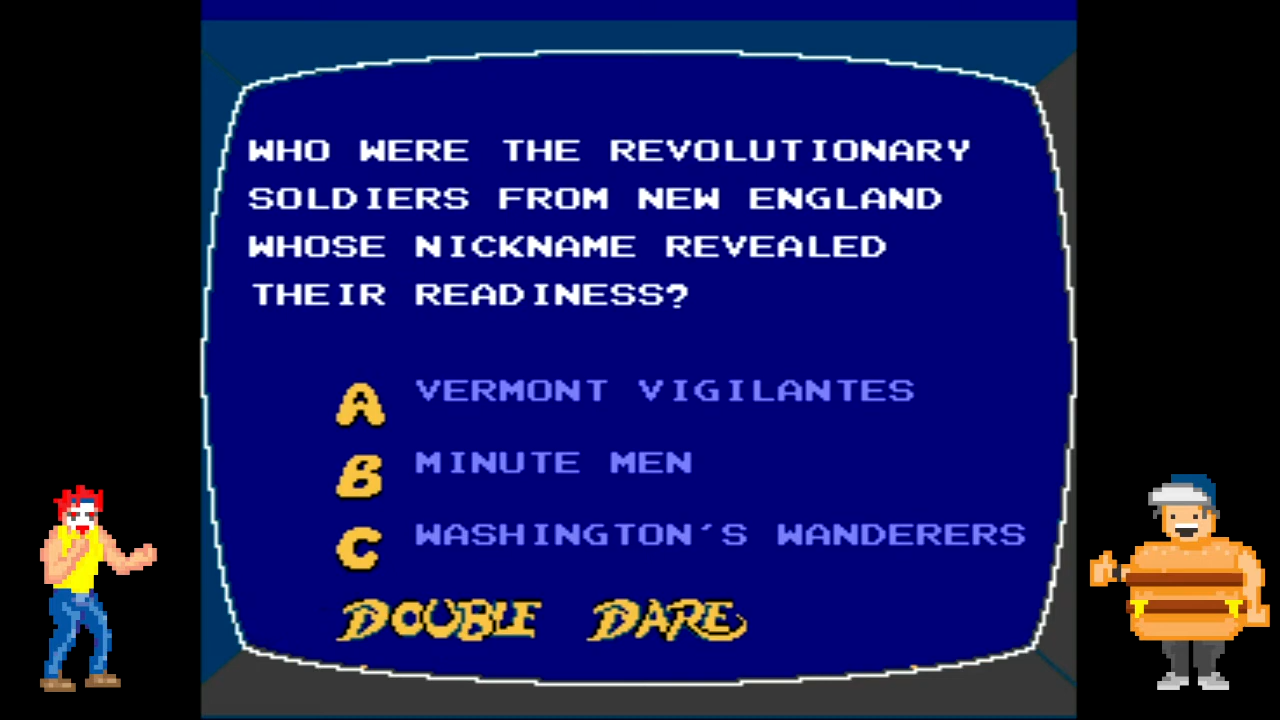 WHO WERE THE REVOLUTIONARY
SOLDIERS FROM NEW ENGLAND
WHOSE NICKNAME REVEALED
THEIR READINESS?
A VERMONT VIGILANTES
B MINUTE MEN
C WASHINGTON'S WANDERERS
DOUBLE DARE